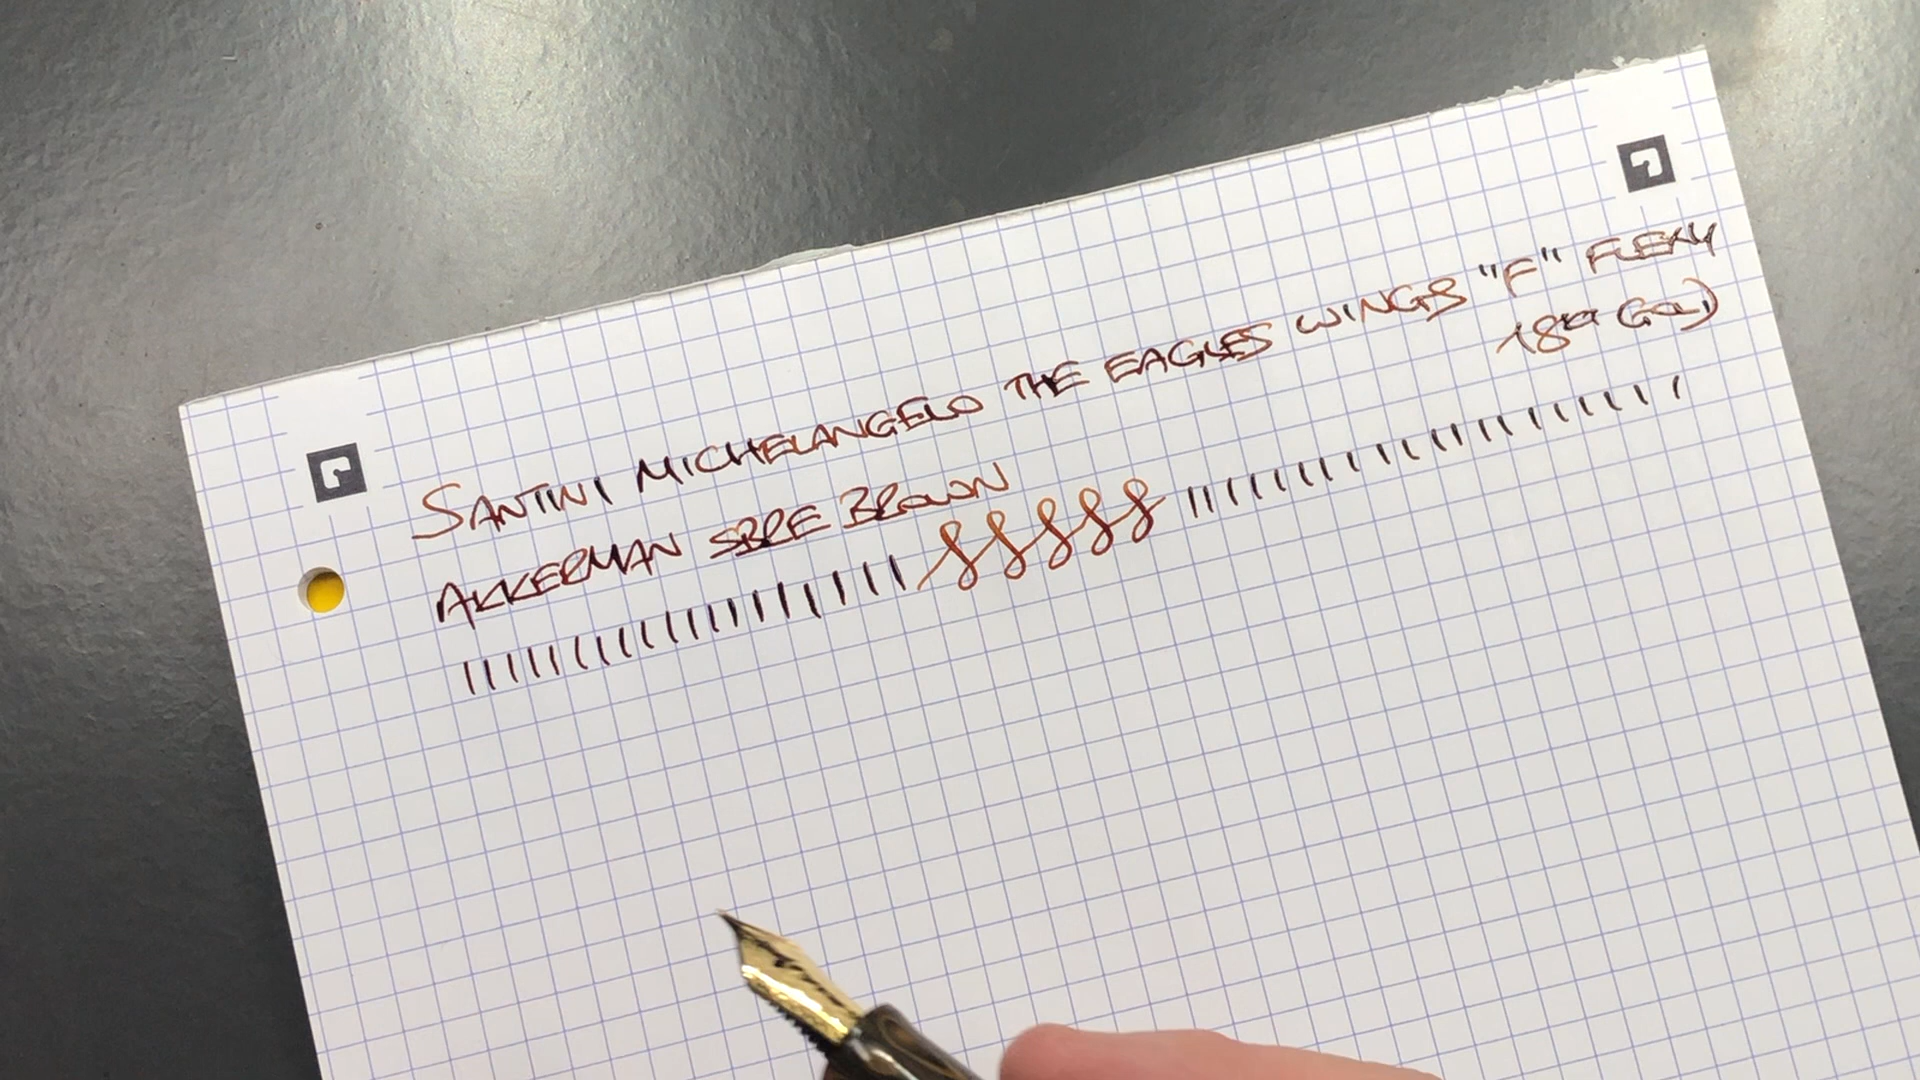 SANTINI MICHELANGELO THE EAGLES WINGS "F" FLEXY
18KT GOLD
AKKERMAN SBRE BROWN